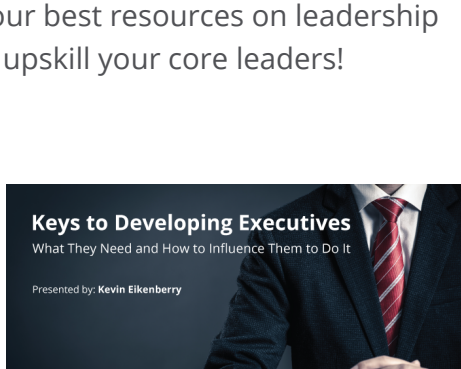 our best resources on leadership
upskill your core leaders!
Keys to Developing Executives
What They Need and How to Influence Them to Do It
Presented by: Kevin Eikenberry